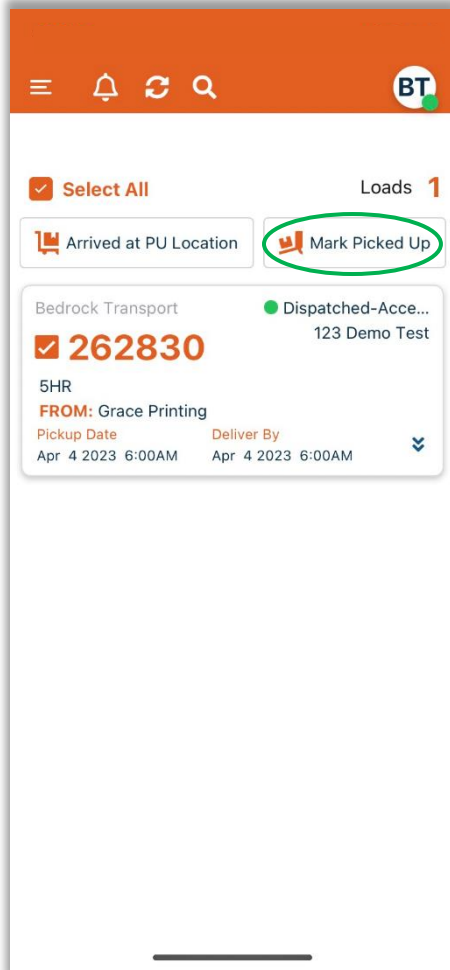 BT
Select All
Loads 1
Arrived at PU Location
Mark Picked Up
Bedrock Transport
Dispatched-Acce...
262830
123 Demo Test
5HR
FROM: Grace Printing
Pickup Date
Deliver By
Apr 4 2023 6:00AM
Apr 4 2023 6:00AM